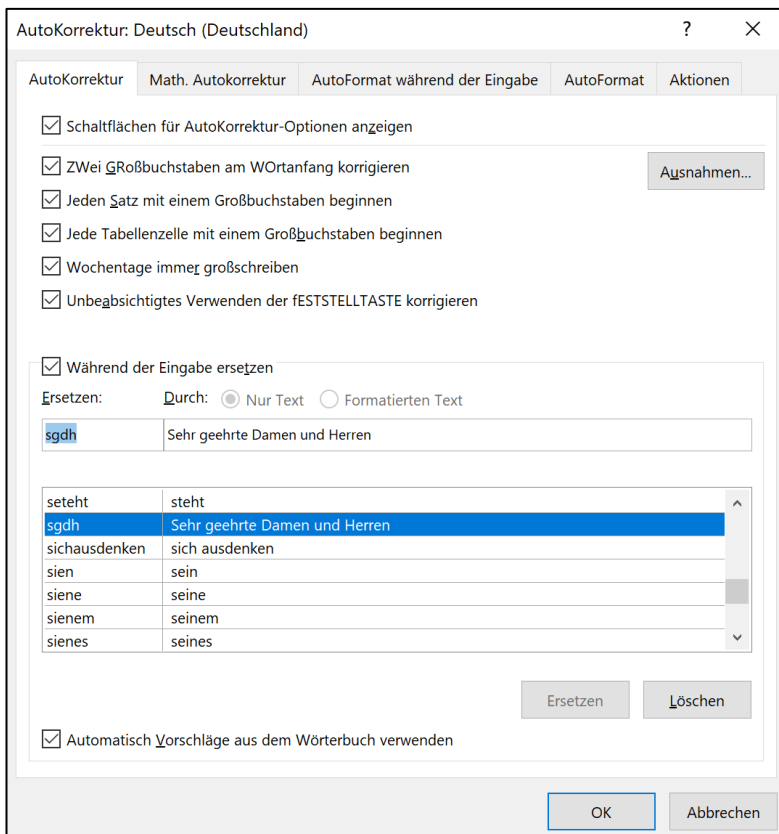 AutoKorrektur: Deutsch (Deutschland) ?
AutoKorrektur Math. Autokorrektur AutoFormat während der Eingabe AutoFormat Aktionen
Schaltflächen für AutoKorrektur-Optionen anzeigen
ZWei GRoßbuchstaben am WOrtanfang korrigieren
Ausnahmen...
Jeden Satz mit einem Großbuchstaben beginnen
Jede Tabellenzelle mit einem Großbuchstaben beginnen
Wochentage immer großschreiben
Unbeabsichtigtes Verwenden der fESTSTELLTASTE korrigieren
Während der Eingabe ersetzen
Ersetzen: Durch: Nur Text Formatierten Text
sgdh Sehr geehrte Damen und Herren
seteht steht
sgdh Sehr geehrte Damen und Herren
sichausdenken sich ausdenken
sien sein
siene seine
sienem seinem
sienes seines
Ersetzen Löschen
Automatisch Vorschläge aus dem Wörterbuch verwenden
OK Abbrechen